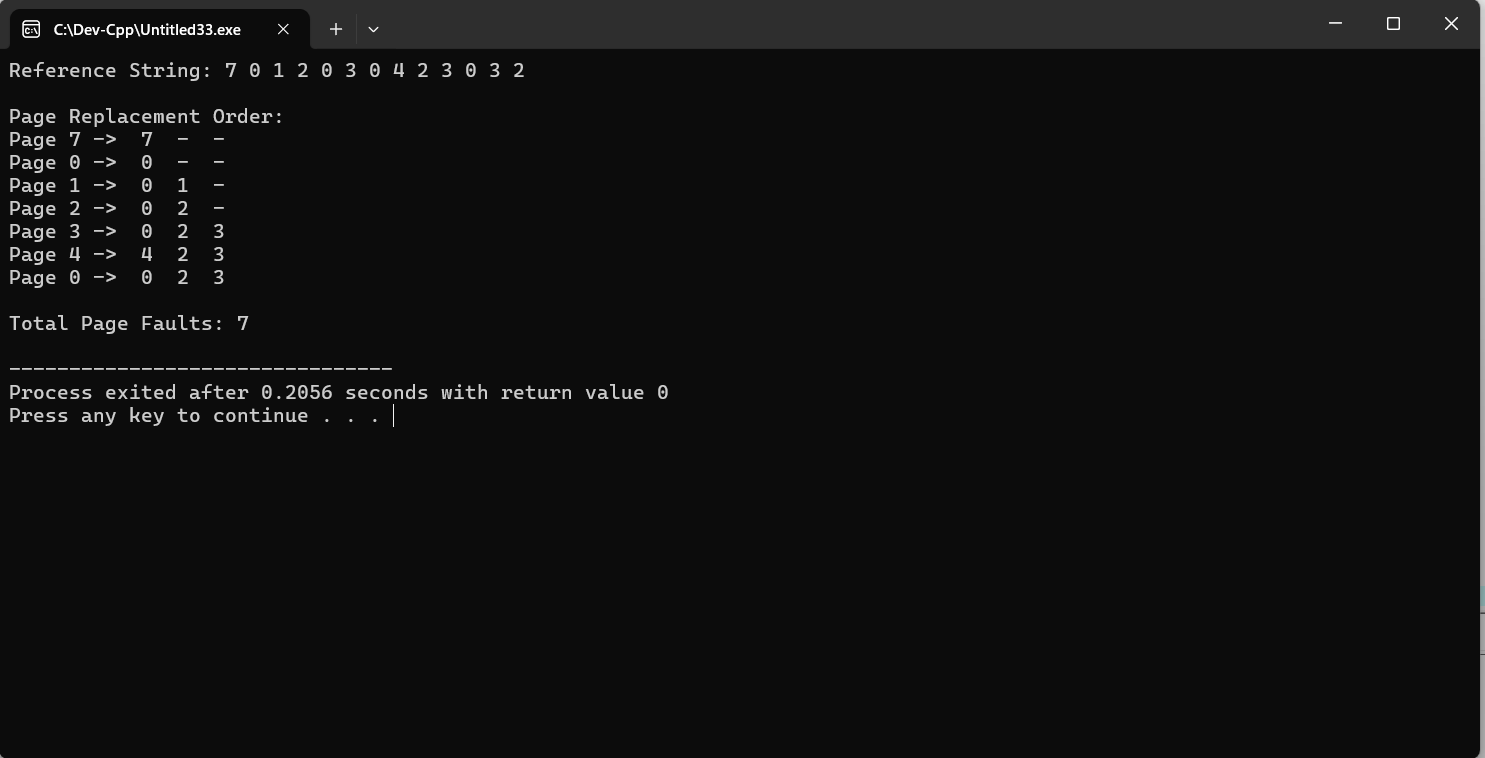 C:\Dev-Cpp\Untitled33.exe
Reference String: 7 0 1 2 0 3 0 4 2 3 0 3 2
Page Replacement Order:
Page 7 -> 7 - -
Page 0 -> 0 - -
Page 1 -> 0 1 -
Page 2 -> 0 2 -
Page 3 -> 0 2 3
Page 4 -> 4 2 3
Page 0 -> 0 2 3
Total Page Faults: 7
--------------------------------
Process exited after 0.2056 seconds with return value 0
Press any key to continue . . .